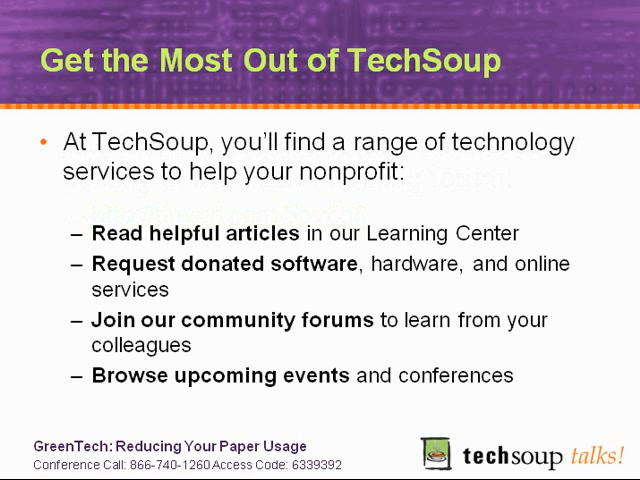 Get the Most Out of TechSoup
• At TechSoup, you'll find a range of technology
services to help your nonprofit:
– Read helpful articles in our Learning Center
– Request donated software, hardware, and online
services
– Join our community forums to learn from your
colleagues
– Browse upcoming events and conferences
GreenTech: Reducing Your Paper Usage
Conference Call: 866-740-1260 Access Code: 6339392
techsoup talks!